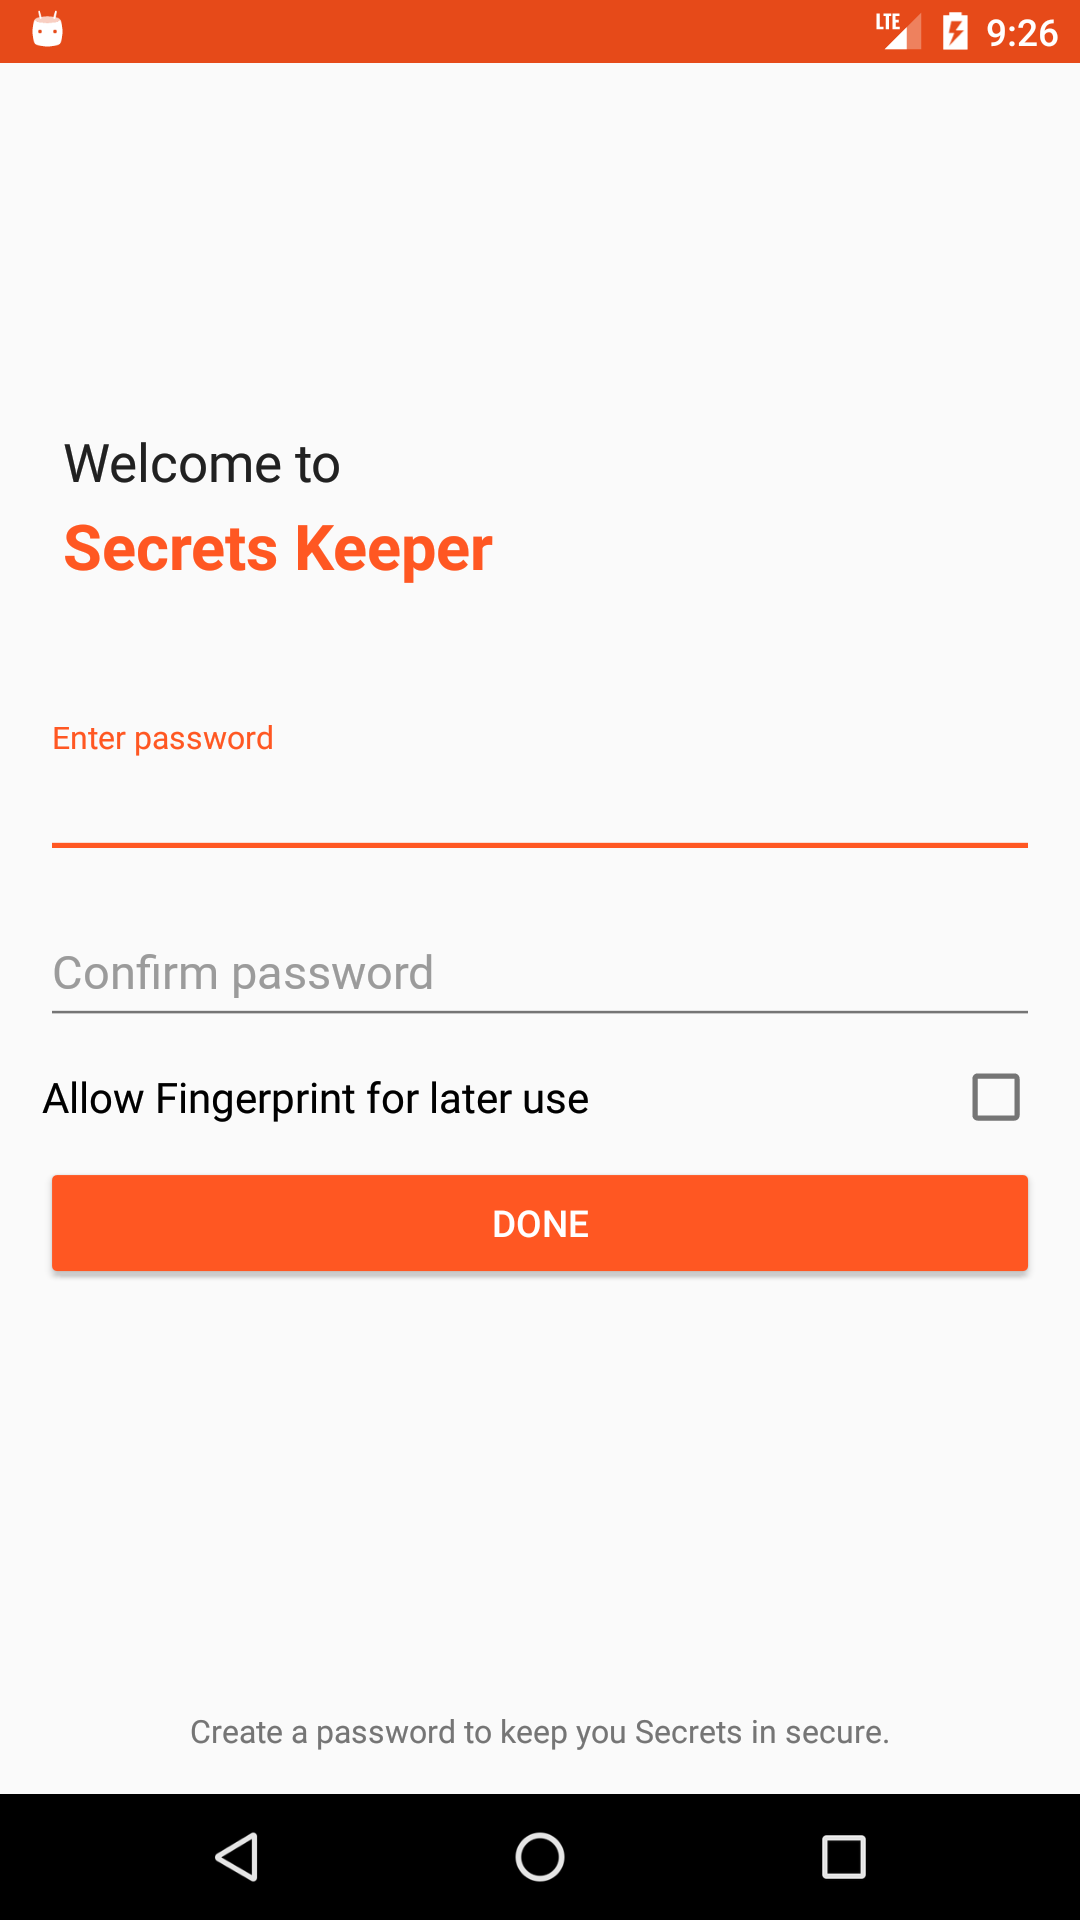 LTE 9:26
Welcome to
Secrets Keeper
Enter password
Confirm password
Allow Fingerprint for later use
DONE
Create a password to keep you Secrets in secure.